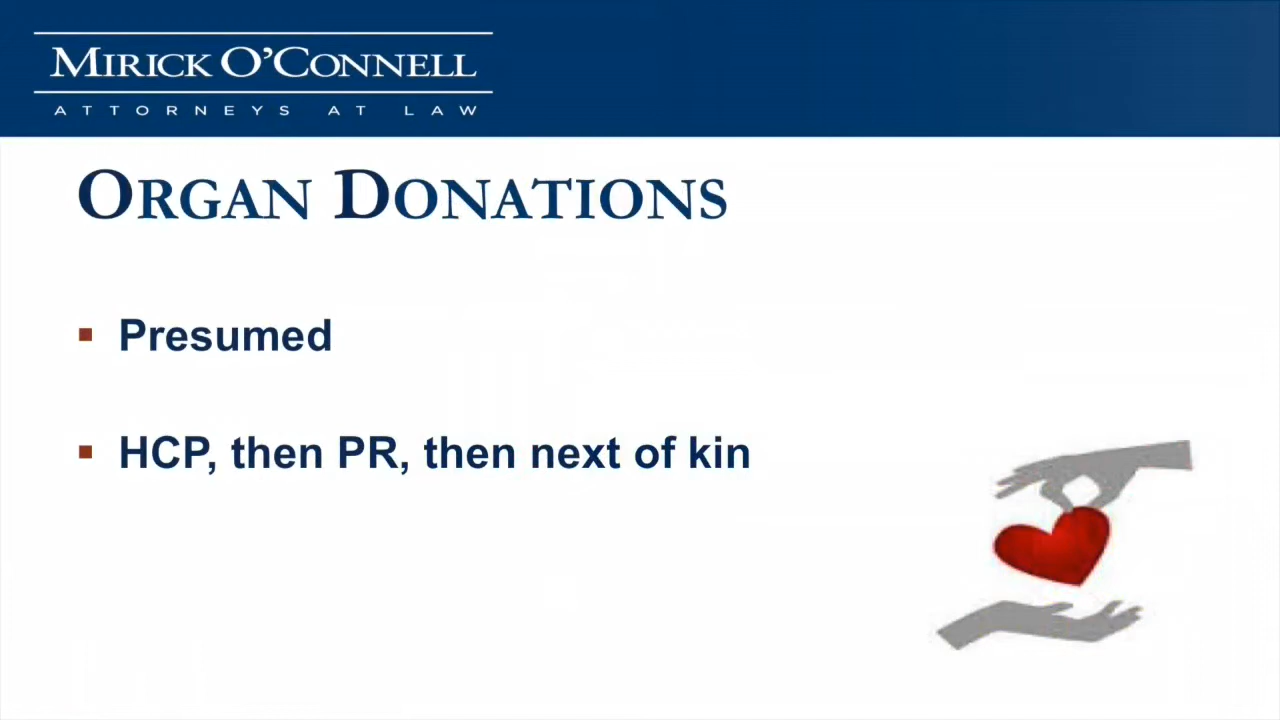 MIRICK O’CONNELL
ATTORNEYS AT LAW
ORGAN DONATIONS
▪ Presumed
▪ HCP, then PR, then next of kin